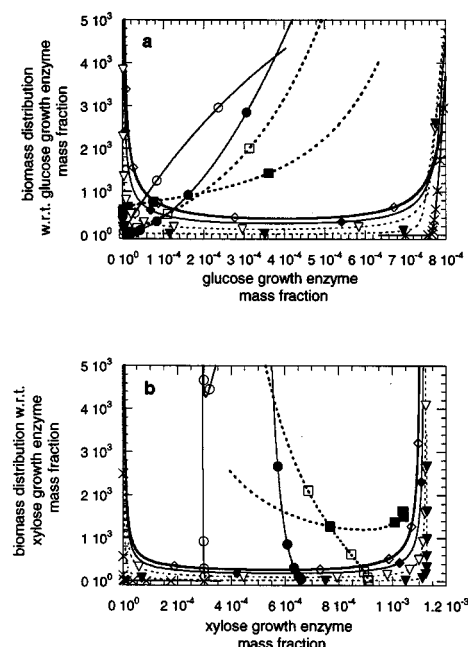 5 10³
a
4 10³
3 10³
2 10³
1 10³
0 10⁰
biomass distribution
w.r.t. glucose growth enzyme
mass fraction
0 10⁰ 1 10⁻⁴ 2 10⁻⁴ 3 10⁻⁴ 4 10⁻⁴ 5 10⁻⁴ 6 10⁻⁴ 7 10⁻⁴ 8 10⁻⁴
glucose growth enzyme
mass fraction
5 10³
b
4 10³
3 10³
2 10³
1 10³
0 10⁰
biomass distribution w.r.t.
xylose growth enzyme
mass fraction
0 10⁰ 2 10⁻⁴ 4 10⁻⁴ 6 10⁻⁴ 8 10⁻⁴ 1 10⁻³ 1.2 10⁻³
xylose growth enzyme
mass fraction